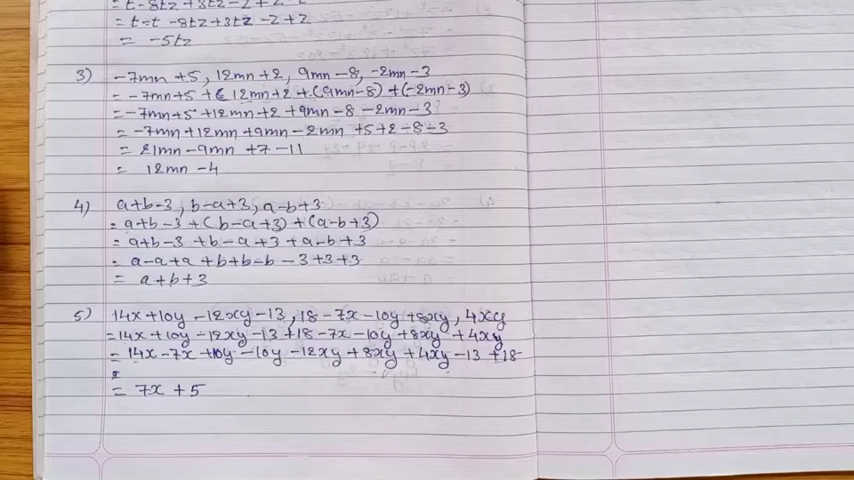 = t - 8tz + 3tz - z + z
= t - t - 8tz + 3tz - z + z
= -5tz
3) -7mn + 5, 12mn + 2, 9mn - 8, -2mn - 3
= -7mn + 5 + 12mn + 2 + (9mn - 8) + (-2mn - 3)
= -7mn + 5 + 12mn + 2 + 9mn - 8 - 2mn - 3
= -7mn + 12mn + 9mn - 2mn + 5 + 2 - 8 - 3
= 21mn - 9mn + 7 - 11
= 12mn - 4
4) a + b - 3, b - a + 3, a - b + 3
= a + b - 3 + (b - a + 3) + (a - b + 3)
= a + b - 3 + b - a + 3 + a - b + 3
= a - a + a + b + b - b - 3 + 3 + 3
= a + b + 3
5) 14x + 10y - 12xy - 13, 18 - 7x - 10y + 8xy, 4xy
= 14x + 10y - 12xy - 13 + 18 - 7x - 10y + 8xy + 4xy
= 14x - 7x + 10y - 10y - 12xy + 8xy + 4xy - 13 + 18
= 7x + 5